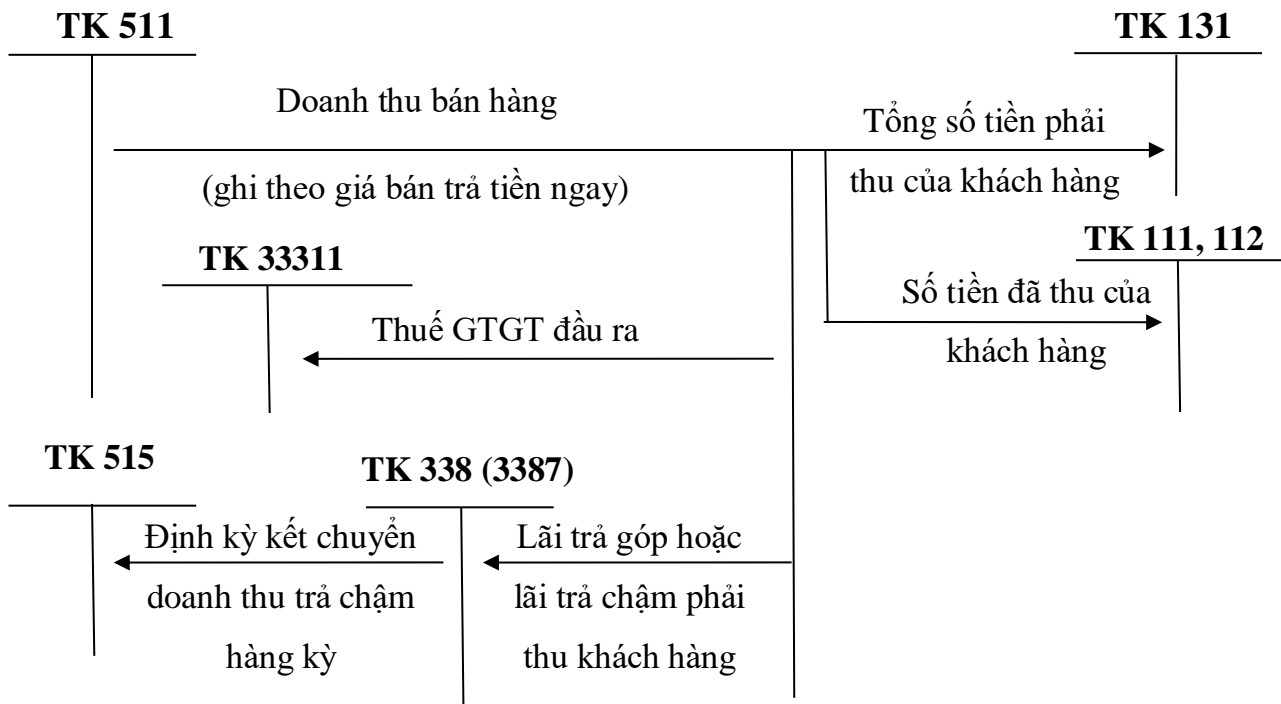 TK 511
TK 131
Doanh thu bán hàng
Tổng số tiền phải
(ghi theo giá bán trả tiền ngay)
thu của khách hàng
TK 33311
TK 111, 112
Số tiền đã thu của
Thuế GTGT đầu ra
khách hàng
TK 515
TK 338 (3387)
Định kỳ kết chuyển
doanh thu trả chậm
hàng kỳ
Lãi trả góp hoặc
lãi trả chậm phải
thu khách hàng